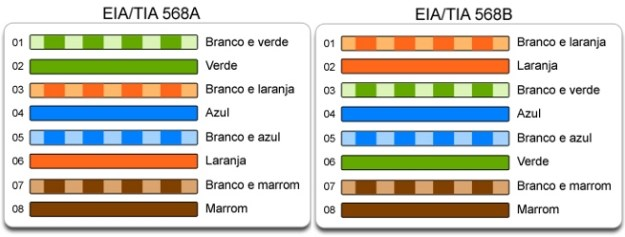 EIA/TIA 568A
01 Branco e verde
02 Verde
03 Branco e laranja
04 Azul
05 Branco e azul
06 Laranja
07 Branco e marrom
08 Marrom
EIA/TIA 568B
01 Branco e laranja
02 Laranja
03 Branco e verde
04 Azul
05 Branco e azul
06 Verde
07 Branco e marrom
08 Marrom